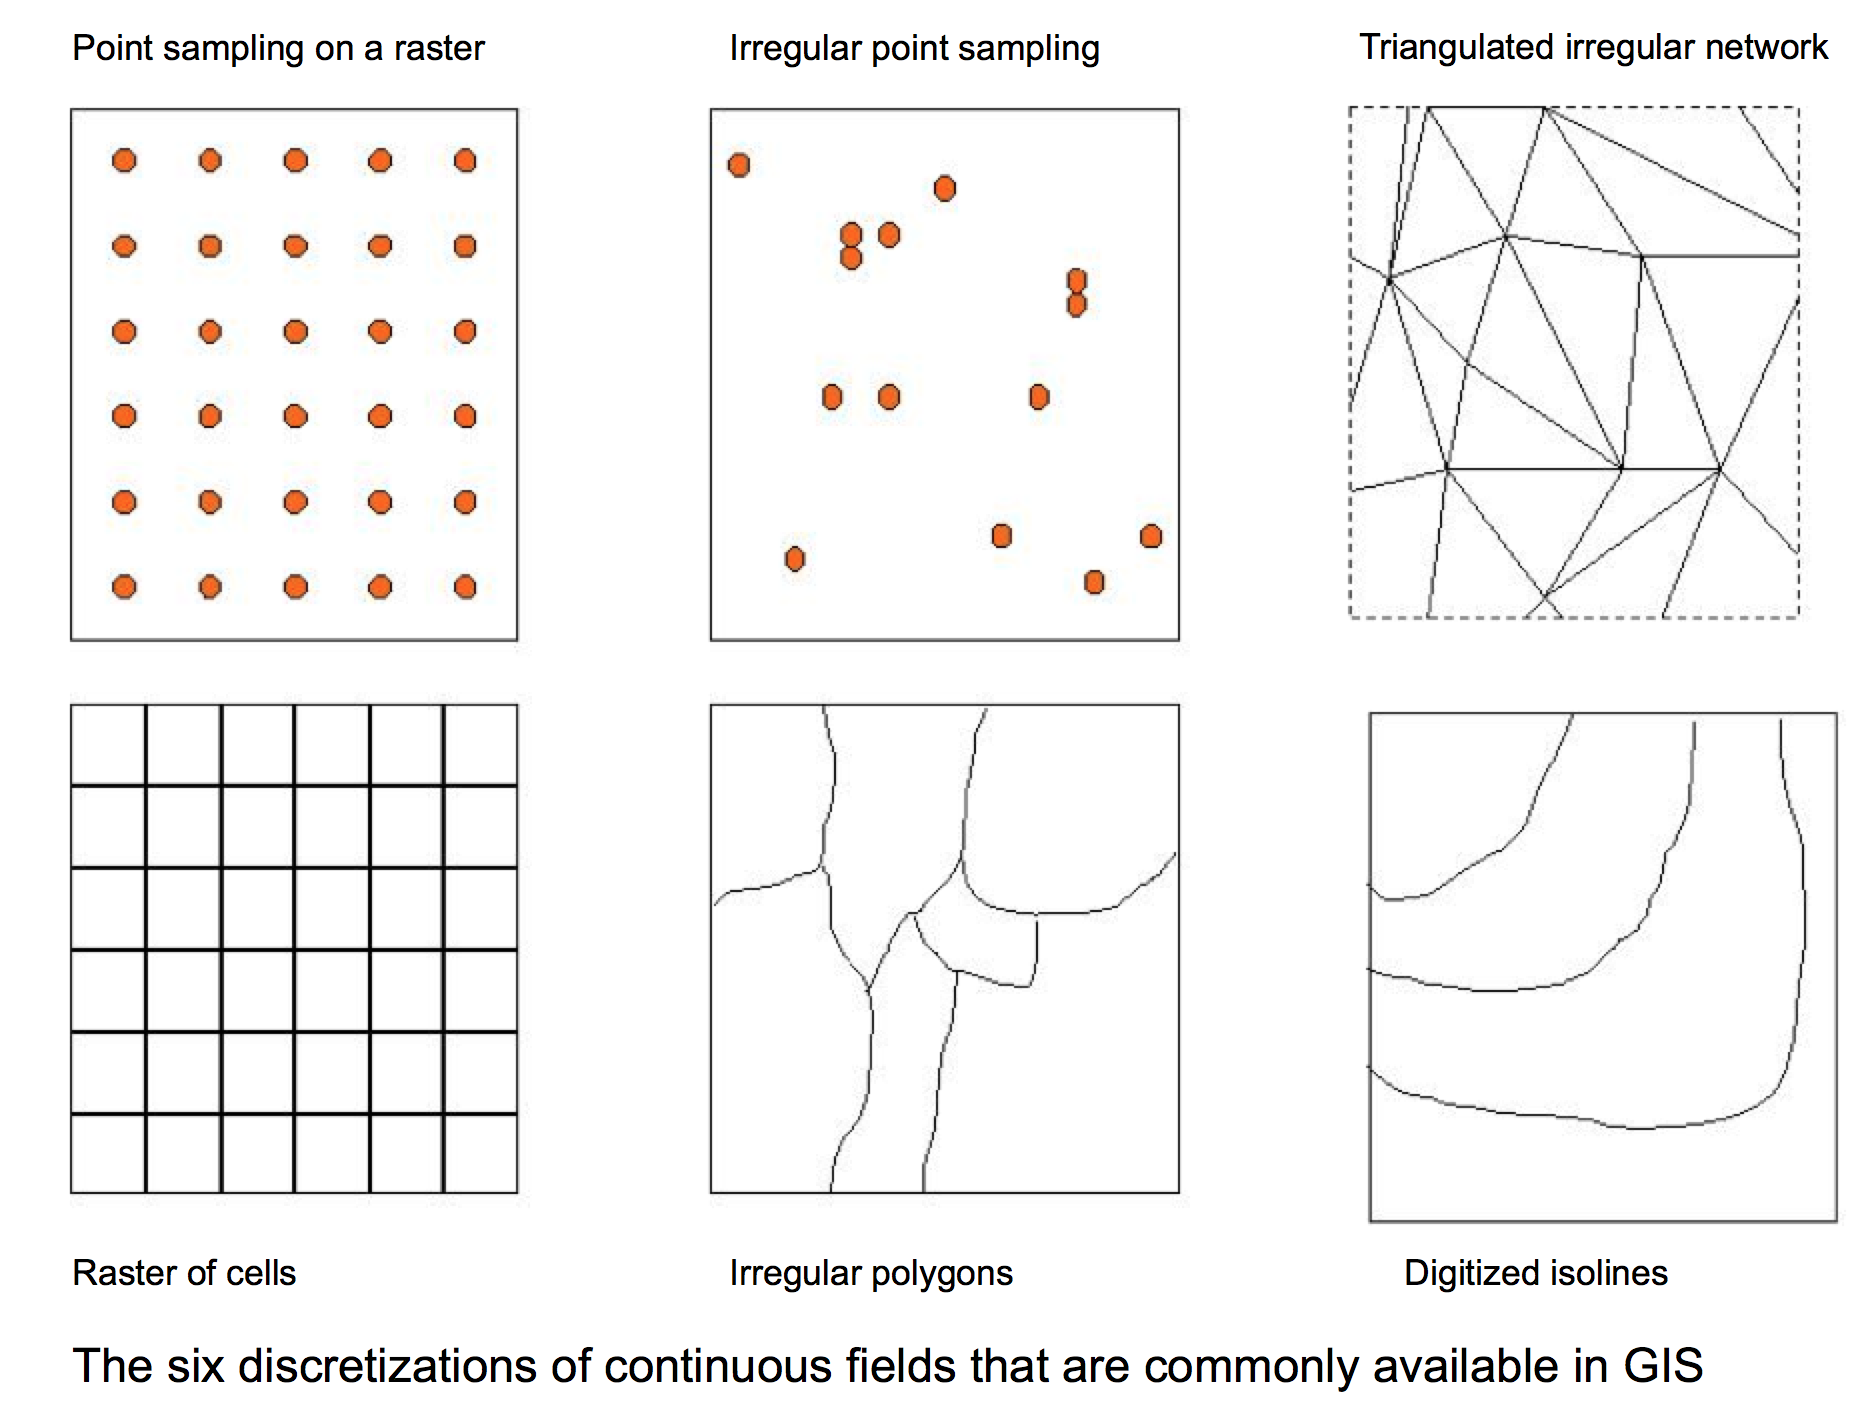 Point sampling on a raster
Irregular point sampling
Triangulated irregular network
Raster of cells
Irregular polygons
Digitized isolines
The six discretizations of continuous fields that are commonly available in GIS